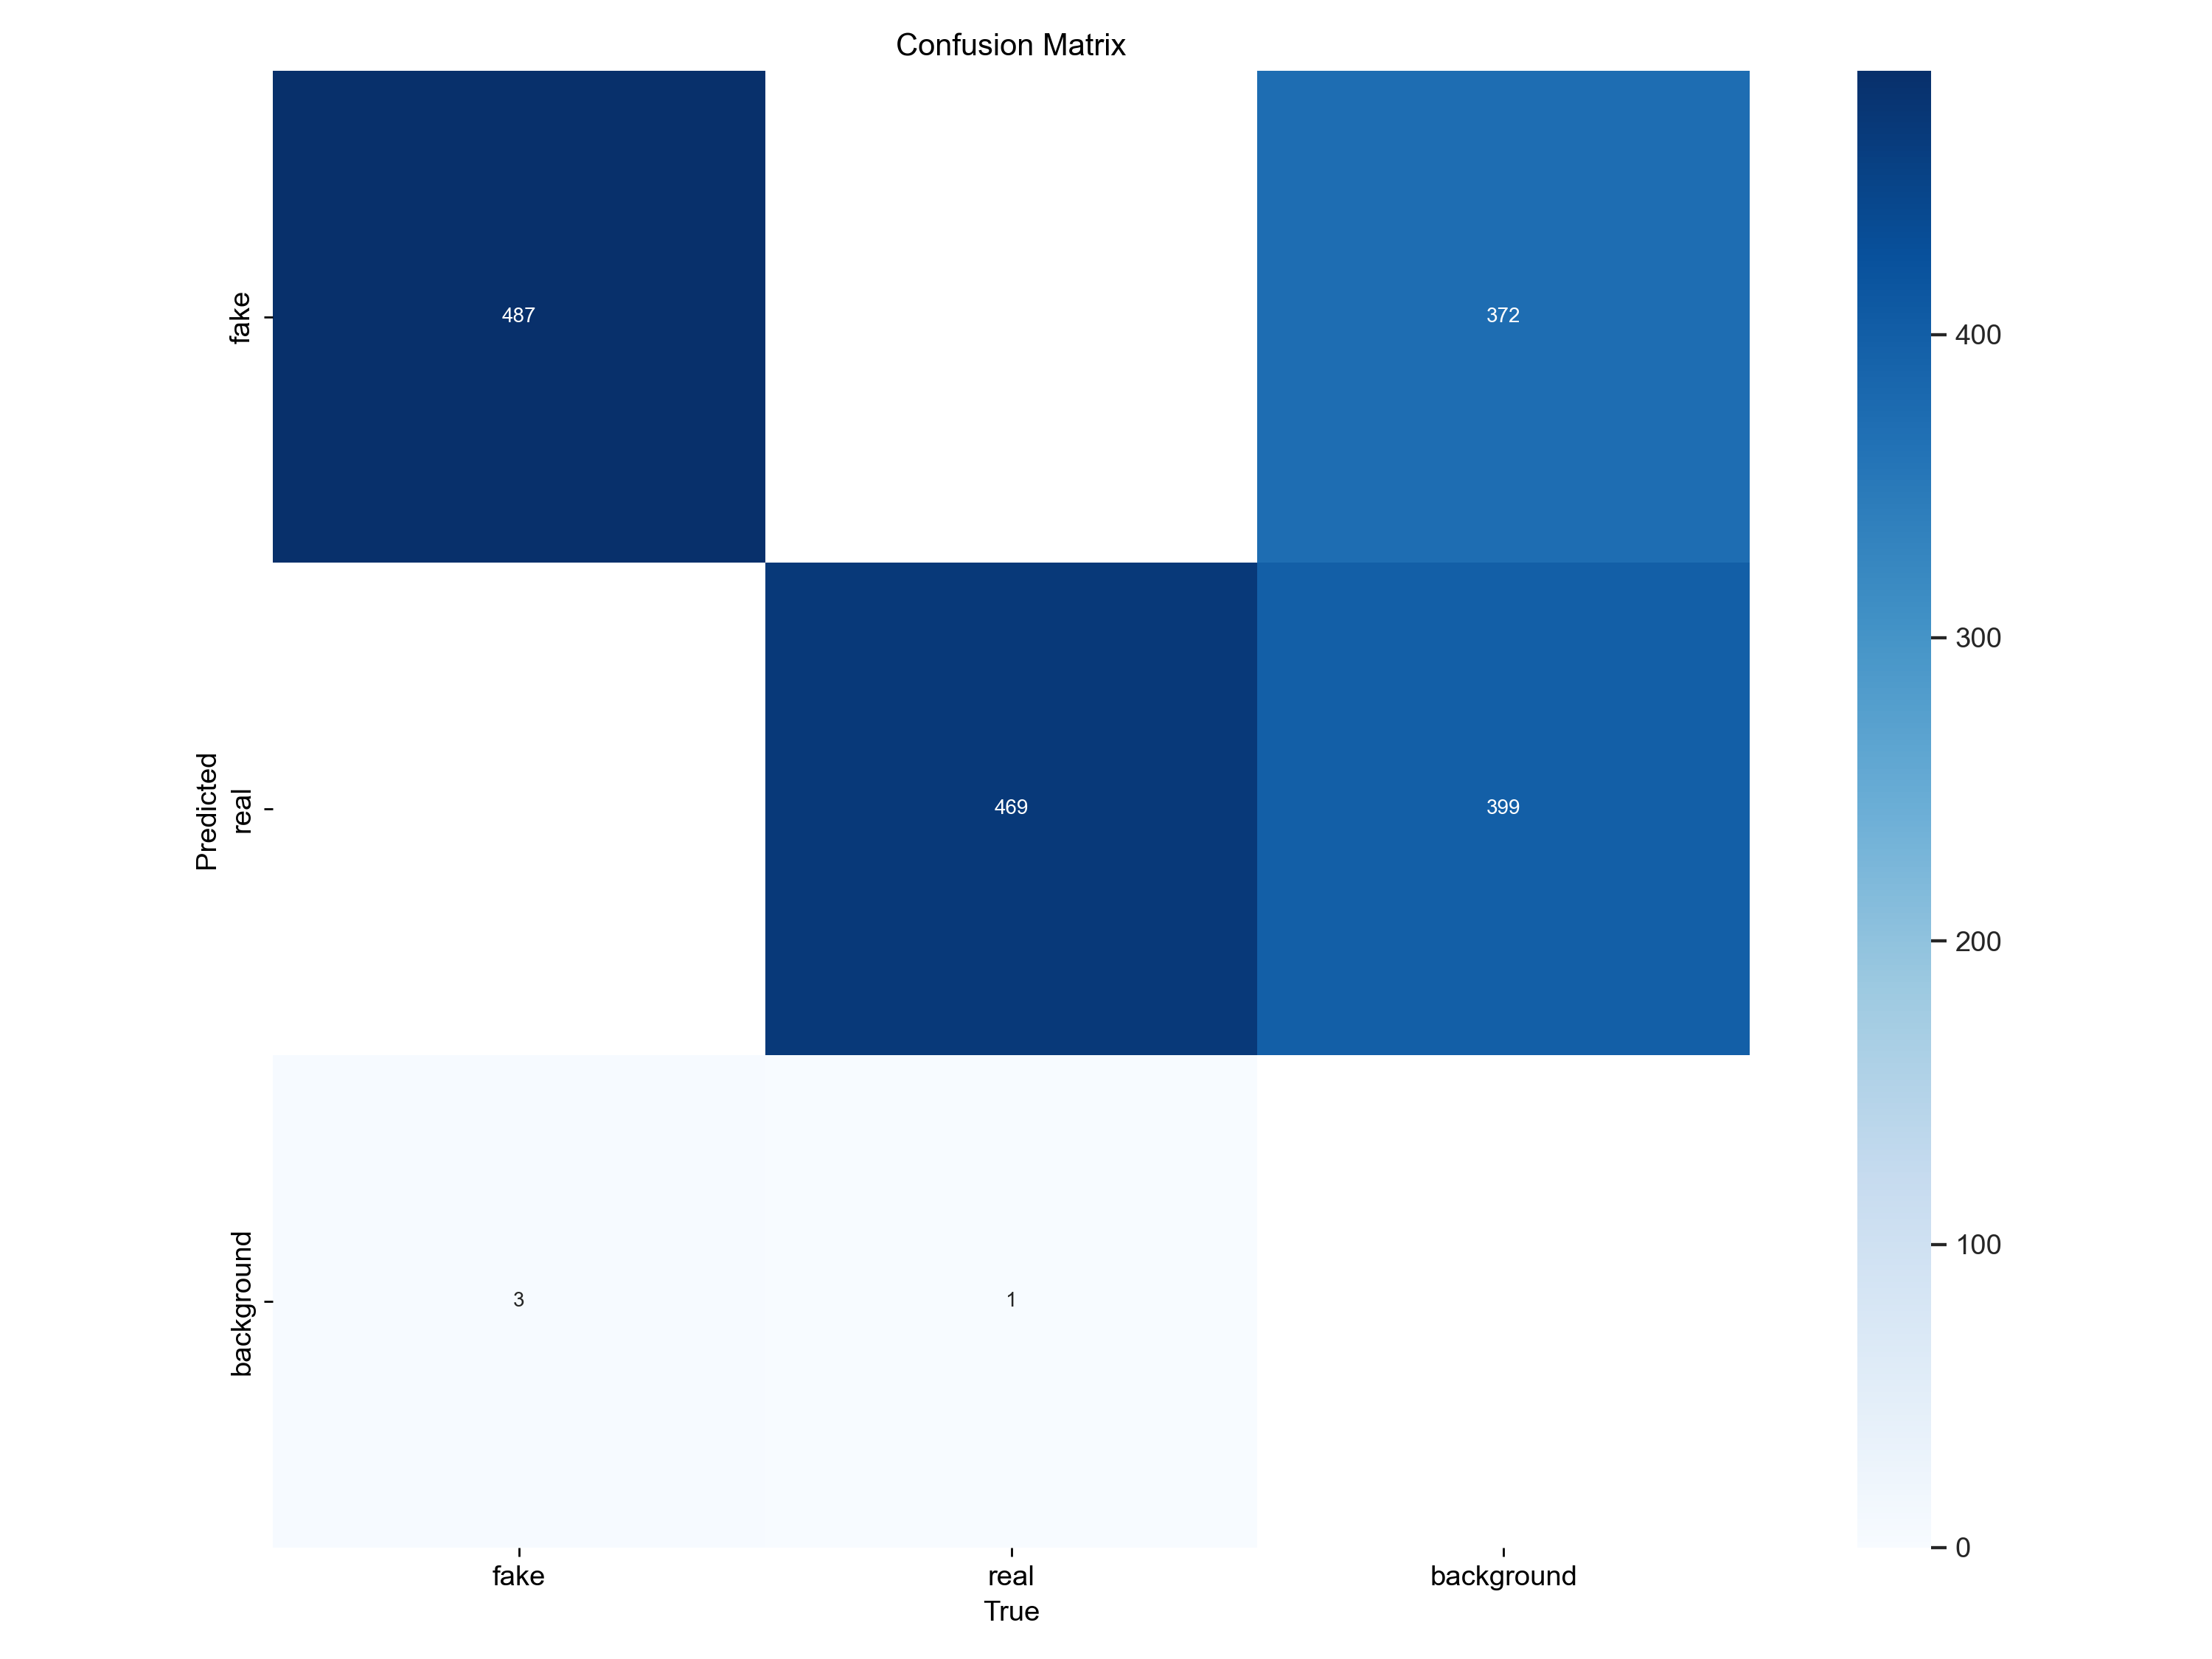 Confusion Matrix
fake
487
372
400
300
Predicted
real
469
399
200
100
background
3
1
0
fake
real
background
True